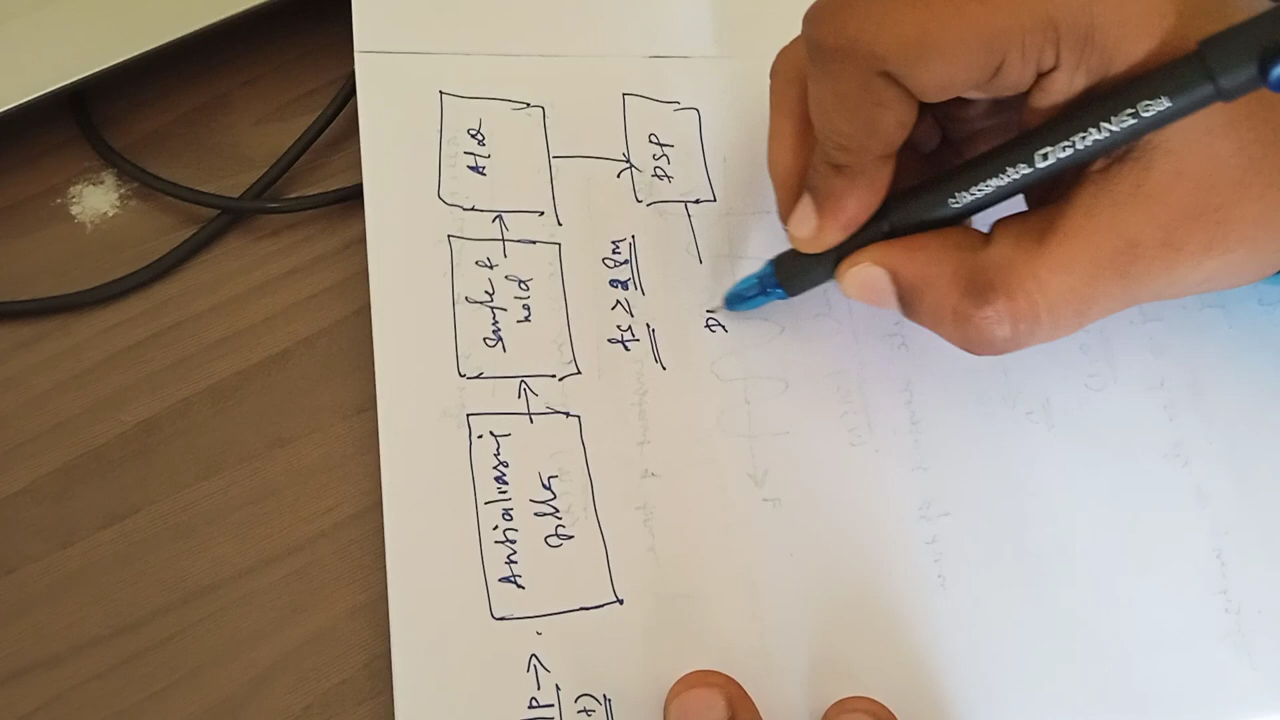 I/P →
(t)
Antialiasing
filter
Sample &
hold
A/D
DSP
fs ≥ 2fm
classmate OCTANE Gel